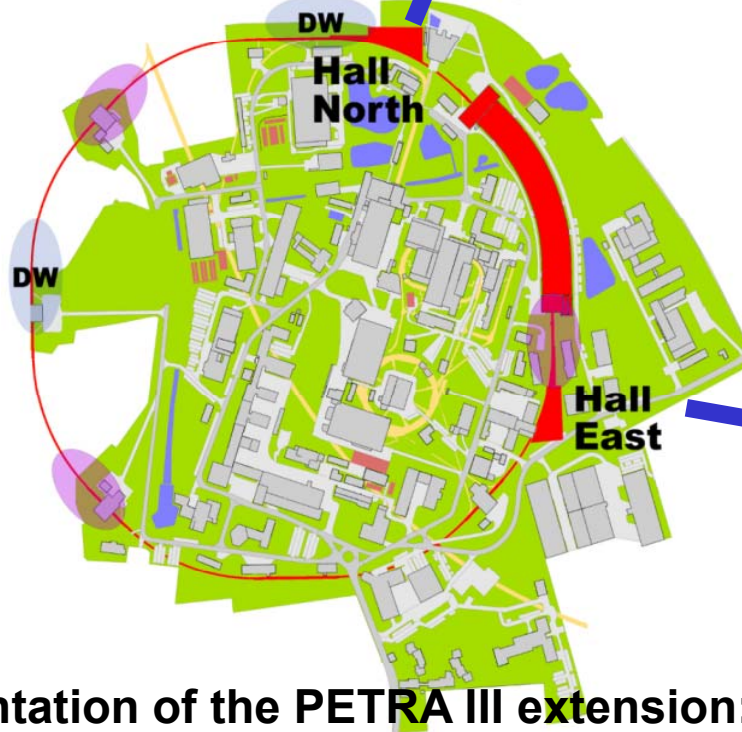 DW
Hall
North
DW
Hall
East
ntation of the PETRA III extension: